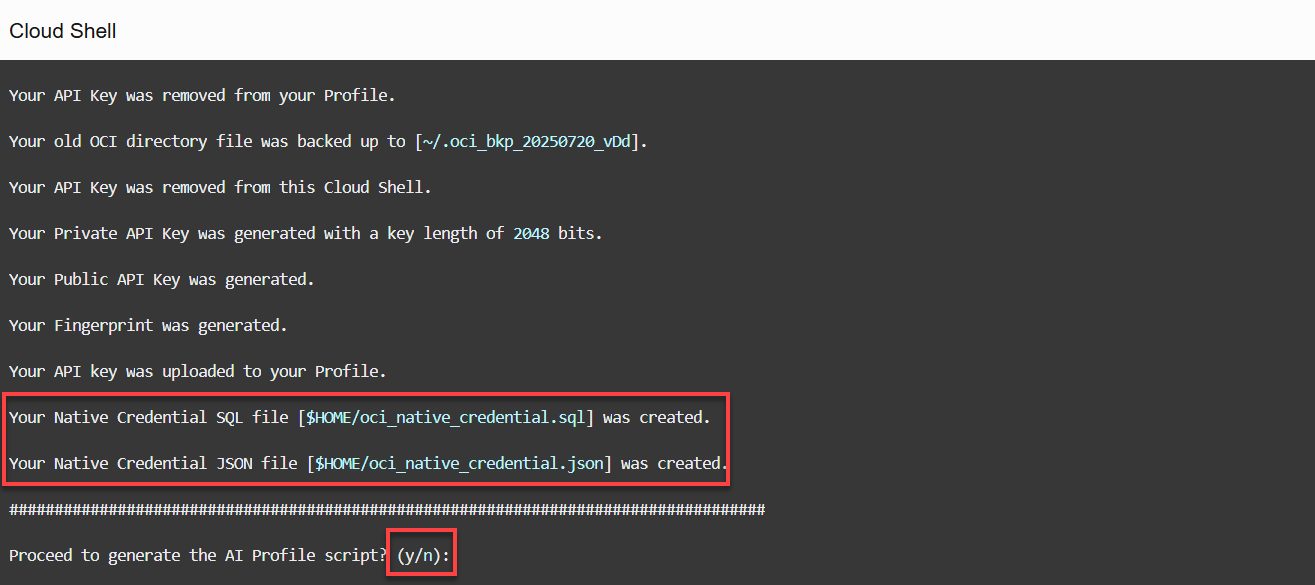 Cloud Shell
Your API Key was removed from your Profile.
Your old OCI directory file was backed up to [~/.oci_bkp_20250720_vDd].
Your API Key was removed from this Cloud Shell.
Your Private API Key was generated with a key length of 2048 bits.
Your Public API Key was generated.
Your Fingerprint was generated.
Your API key was uploaded to your Profile.
Your Native Credential SQL file [$HOME/oci_native_credential.sql] was created.
Your Native Credential JSON file [$HOME/oci_native_credential.json] was created.
####################################################################################
Proceed to generate the AI Profile script? (y/n):